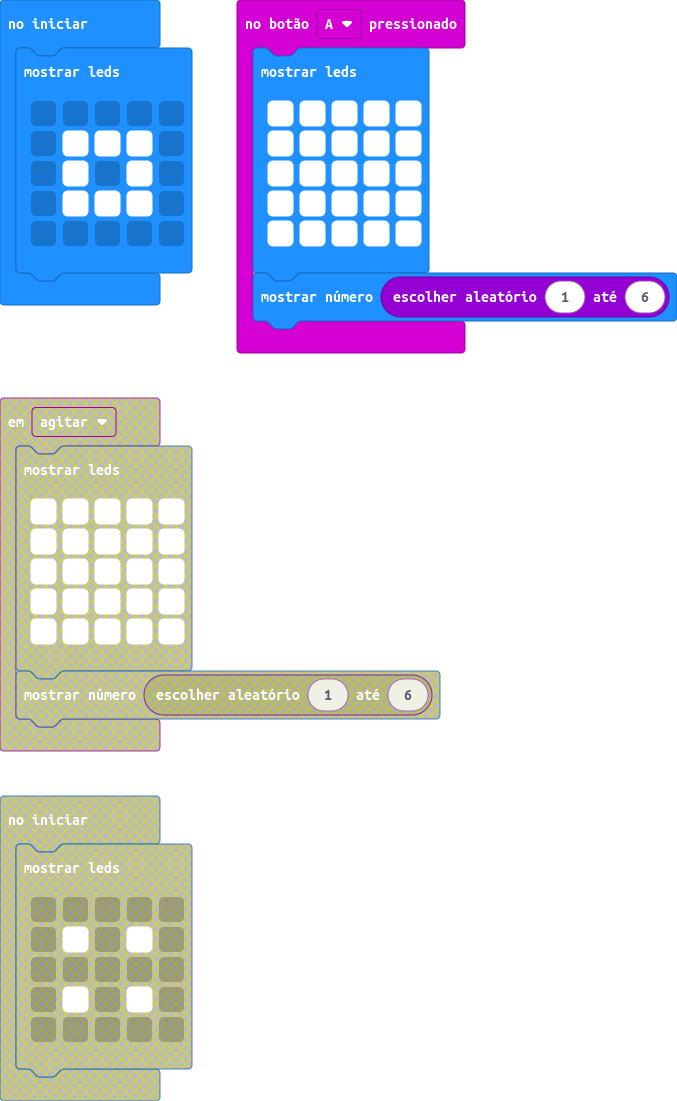 no iniciar
mostrar leds
no botão A pressionado
mostrar leds
mostrar número escolher aleatório 1 até 6
em agitar
mostrar leds
mostrar número escolher aleatório 1 até 6
no iniciar
mostrar leds